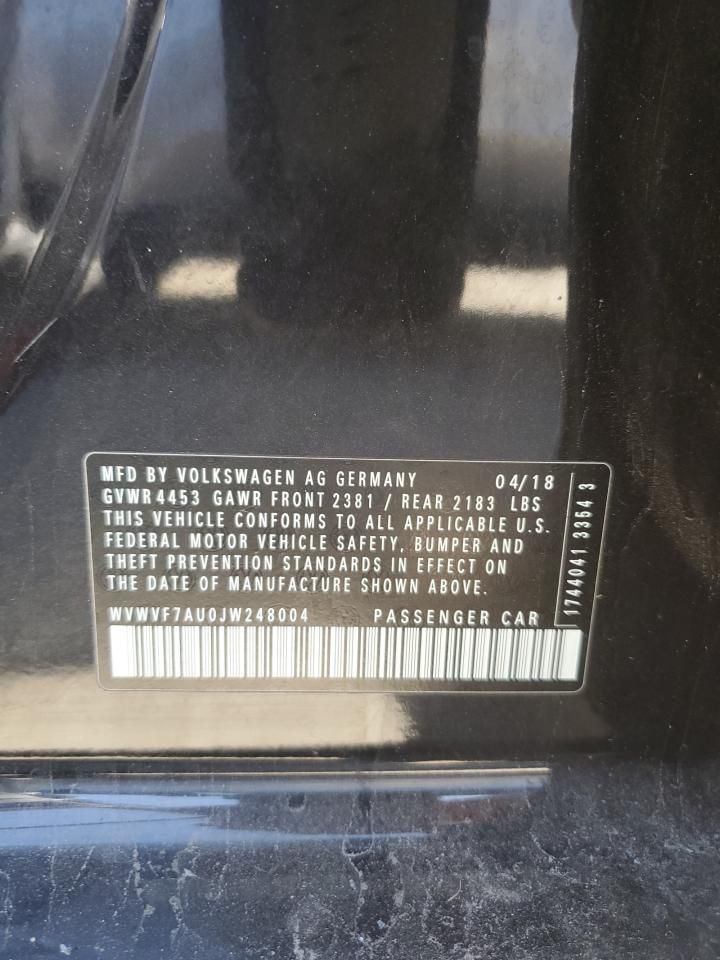 MFD BY VOLKSWAGEN AG GERMANY 04/18
GVWR 4453 GAWR FRONT 2381 / REAR 2183 LBS
THIS VEHICLE CONFORMS TO ALL APPLICABLE U.S.
FEDERAL MOTOR VEHICLE SAFETY, BUMPER AND
THEFT PREVENTION STANDARDS IN EFFECT ON
THE DATE OF MANUFACTURE SHOWN ABOVE.
WVWVF7AU0JW248004 PASSENGER CAR
1744041 3354 3